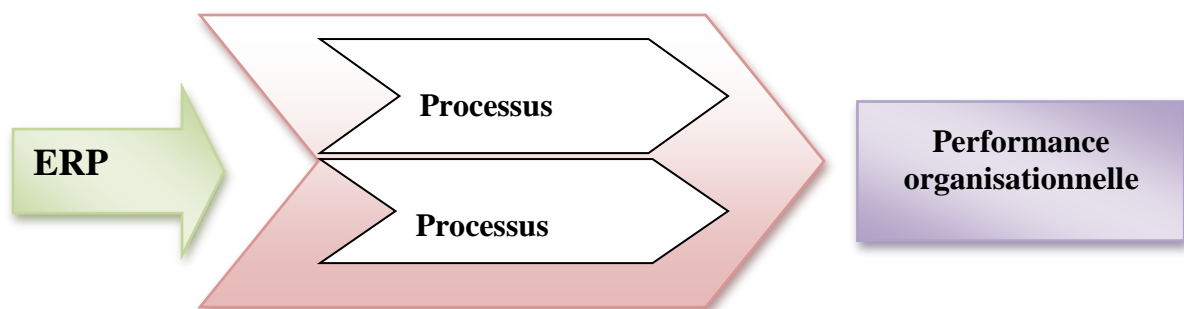 ERP
Processus
Processus
Performance
organisationnelle